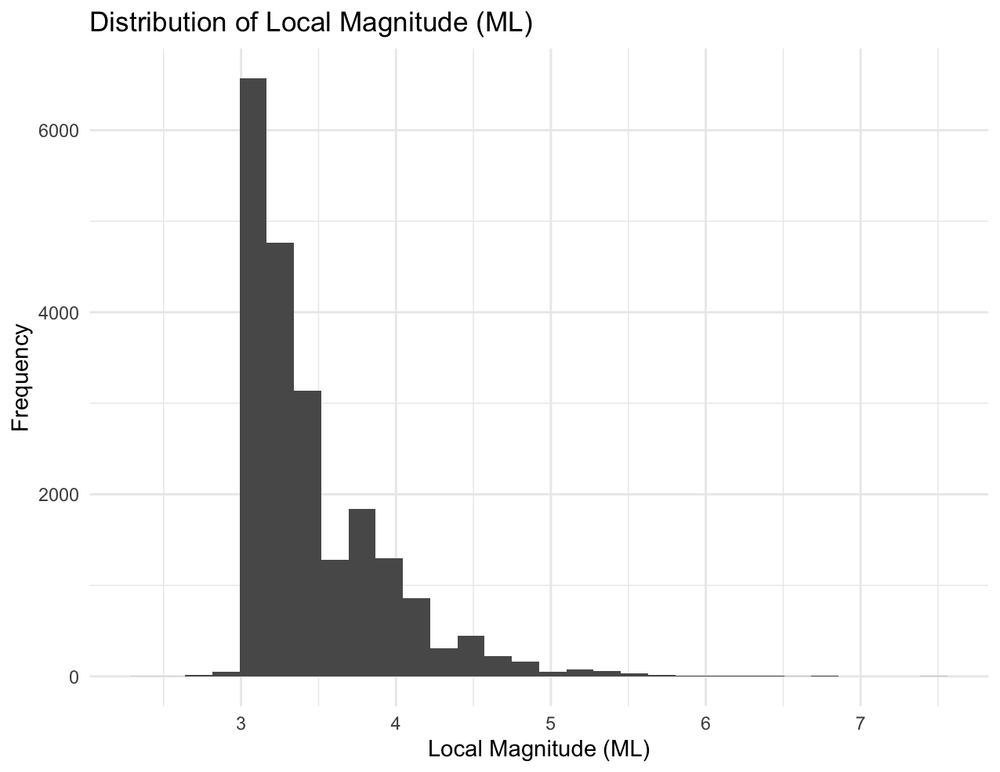 Distribution of Local Magnitude (ML)
6000
4000
2000
0
Frequency
3 4 5 6 7
Local Magnitude (ML)